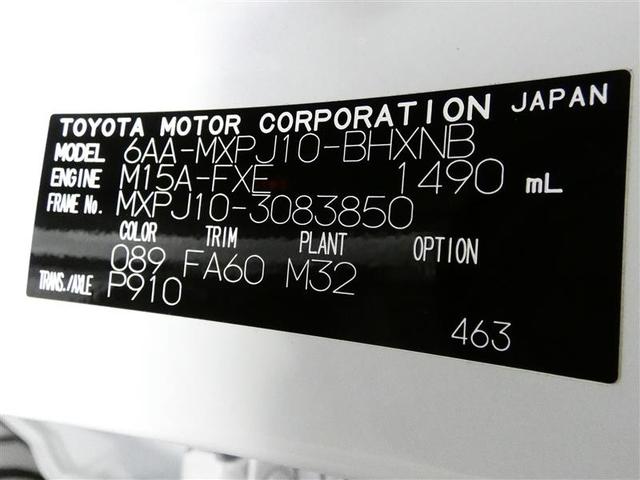 TOYOTA MOTOR CORPORATION JAPAN
MODEL 6AA-MXPJ10-BHXNB
ENGINE M15A-FXE 1490 mL
FRAME No. MXPJ10-3083850
COLOR TRIM PLANT OPTION
089 FA60 M32
TRANS./AXLE P910
463